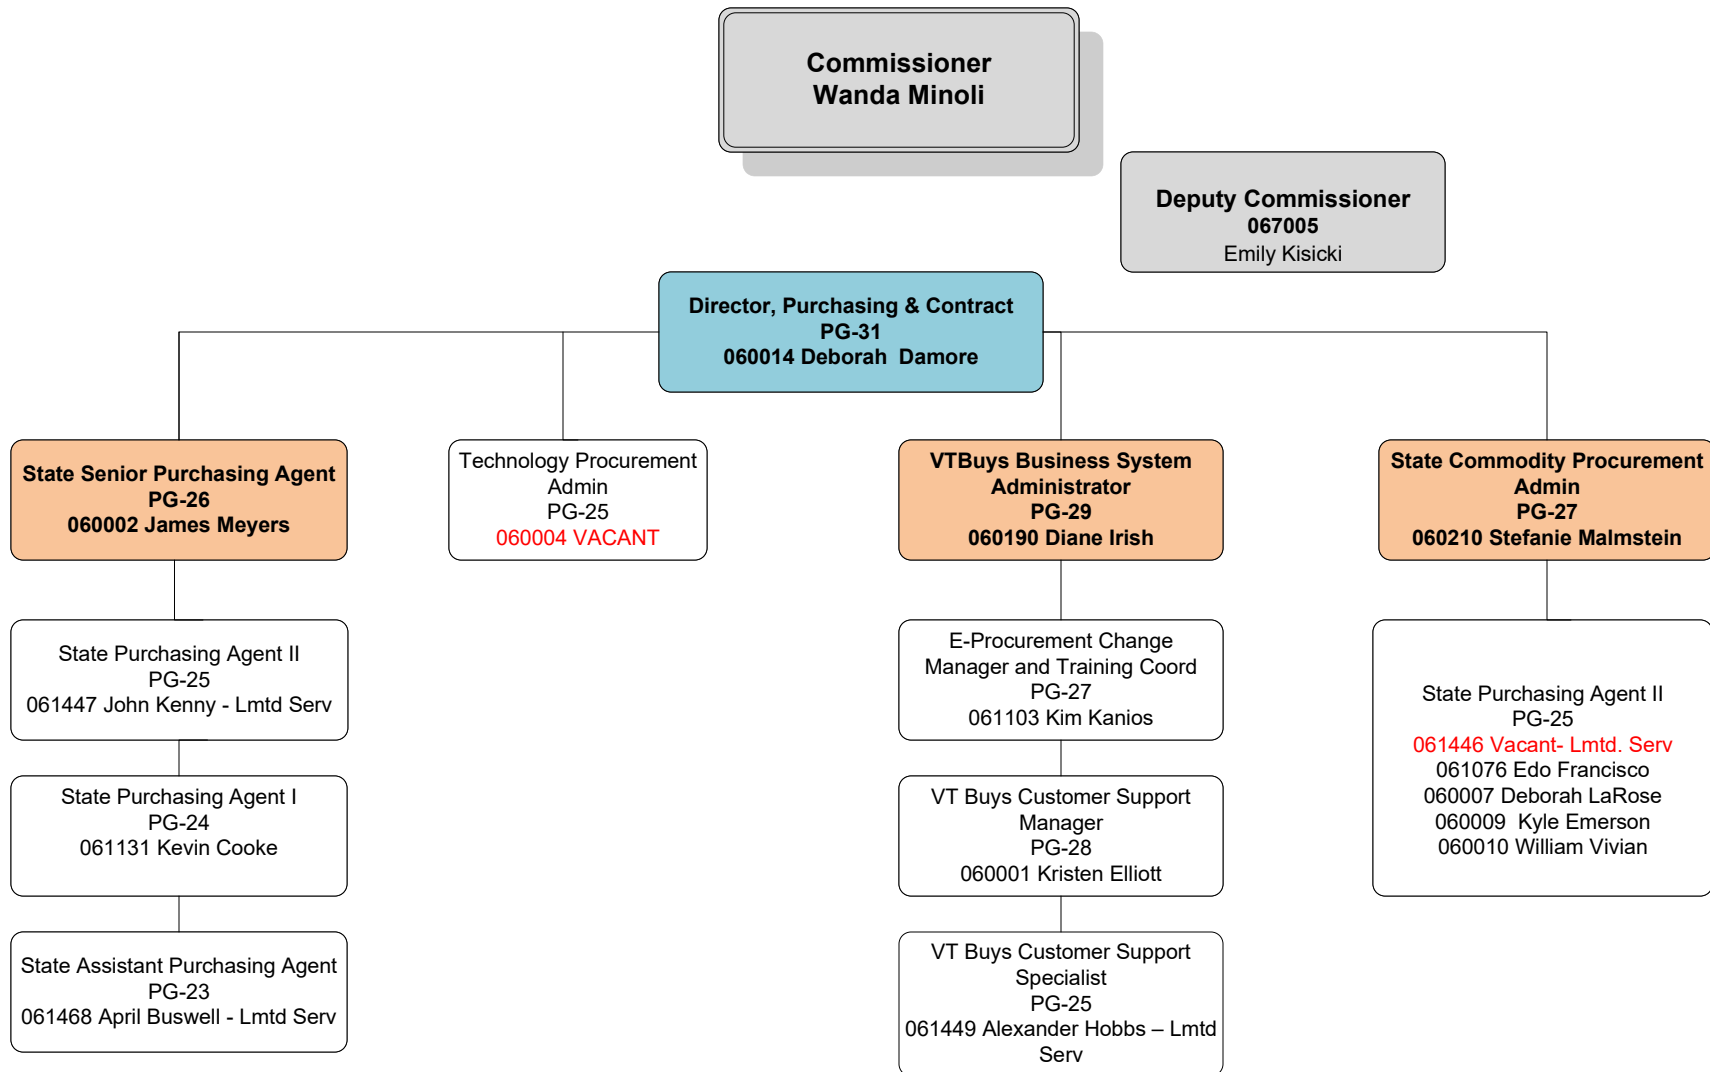 Commissioner
Wanda Minoli
Deputy Commissioner
067005
Emily Kisicki
Director, Purchasing & Contract
PG-31
060014 Deborah  Damore
State Senior Purchasing Agent
PG-26
060002 James Meyers
Technology Procurement
Admin
PG-25
060004 VACANT
VTBuys Business System
Administrator
PG-29
060190 Diane Irish
State Commodity Procurement
Admin
PG-27
060210 Stefanie Malmstein
State Purchasing Agent II
PG-25
061447 John Kenny - Lmtd Serv
E-Procurement Change
Manager and Training Coord
PG-27
061103 Kim Kanios
State Purchasing Agent II
PG-25
061446 Vacant- Lmtd. Serv
061076 Edo Francisco
060007 Deborah LaRose
060009  Kyle Emerson
060010 William Vivian
State Purchasing Agent I
PG-24
061131 Kevin Cooke
VT Buys Customer Support
Manager
PG-28
060001 Kristen Elliott
State Assistant Purchasing Agent
PG-23
061468 April Buswell - Lmtd Serv
VT Buys Customer Support
Specialist
PG-25
061449 Alexander Hobbs – Lmtd
Serv